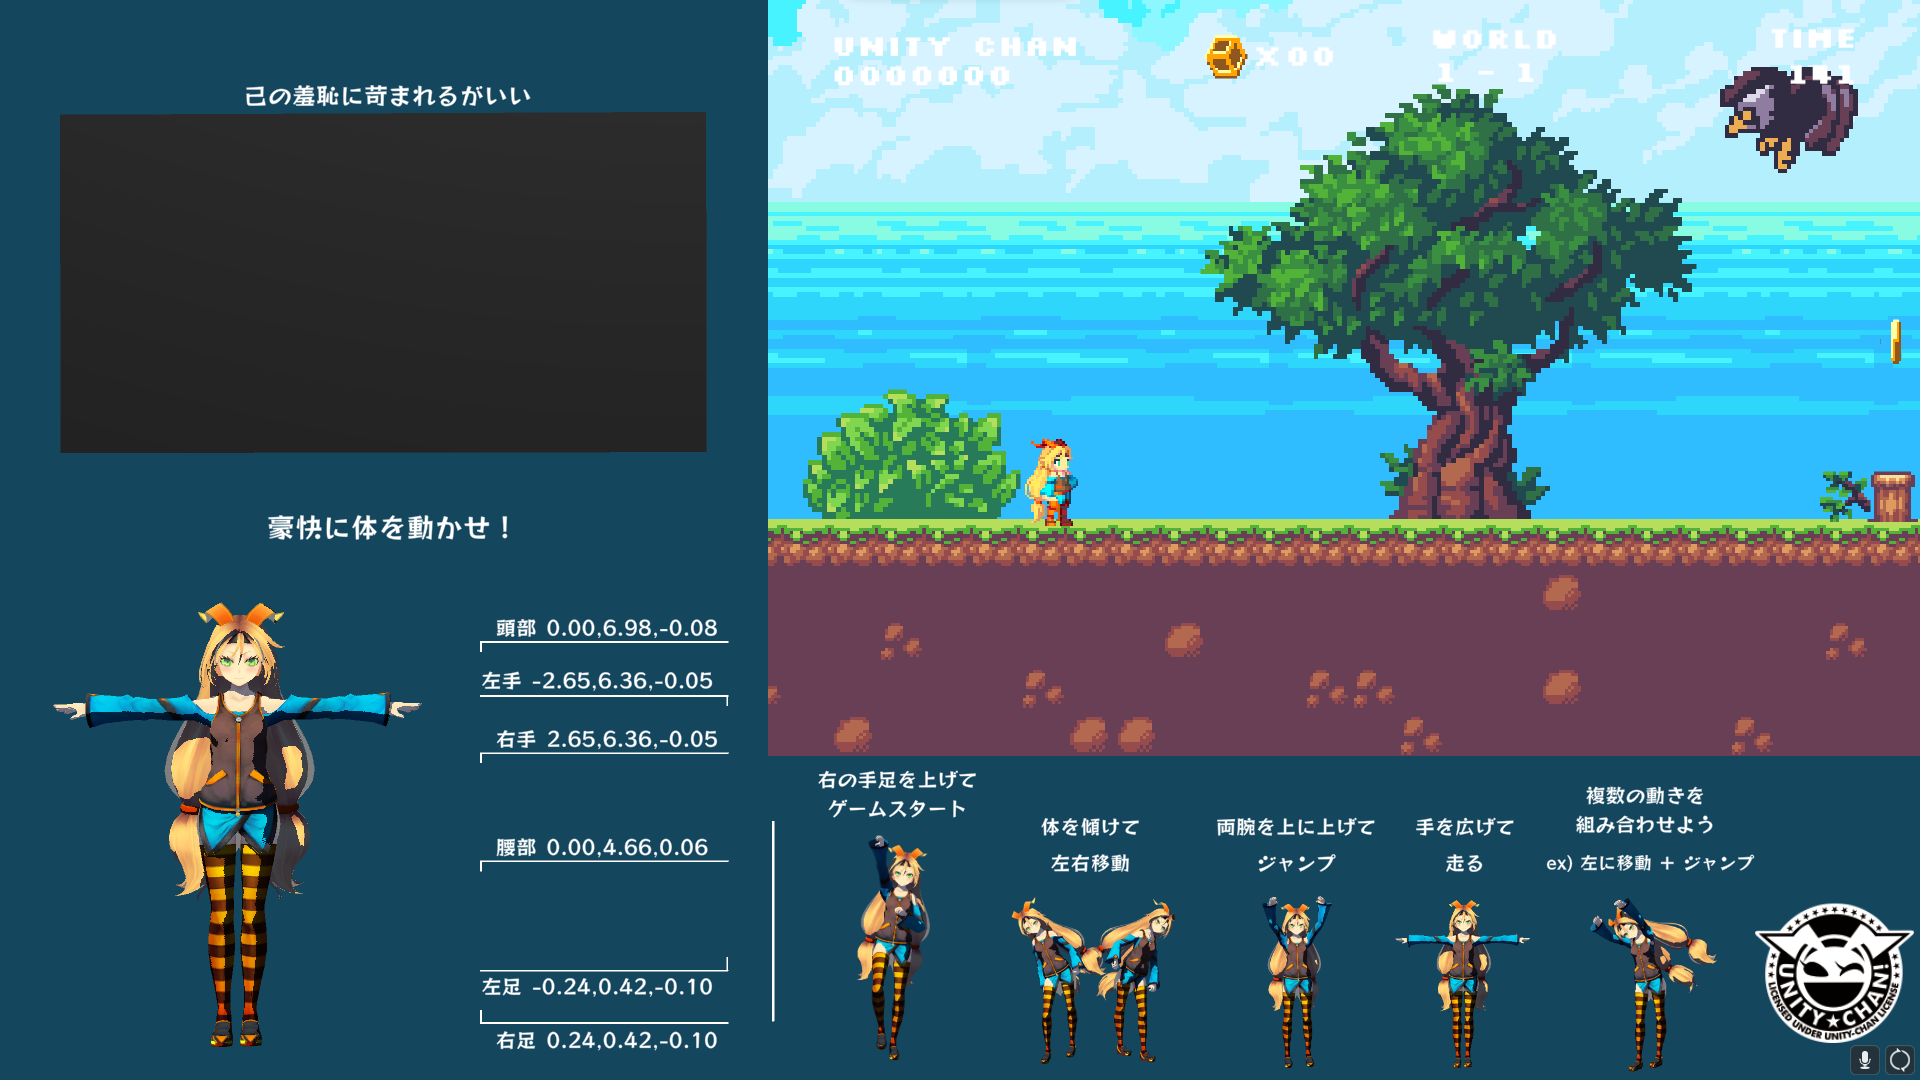 己の羞恥に苛まれるがいい
豪快に体を動かせ！
頭部 0.00,6.98,-0.08
左手 -2.65,6.36,-0.05
右手 2.65,6.36,-0.05
腰部 0.00,4.66,0.06
左足 -0.24,0.42,-0.10
右足 0.24,0.42,-0.10
UNITY CHAN
0000000
X00
WORLD
1 - 1
TIME
右の手足を上げて
ゲームスタート
体を傾けて
左右移動
両腕を上に上げて
ジャンプ
手を広げて
走る
複数の動きを
組み合わせよう
ex) 左に移動 ＋ ジャンプ
UNITY★CHAN!
LICENSED UNDER UNITY-CHAN LICENSE